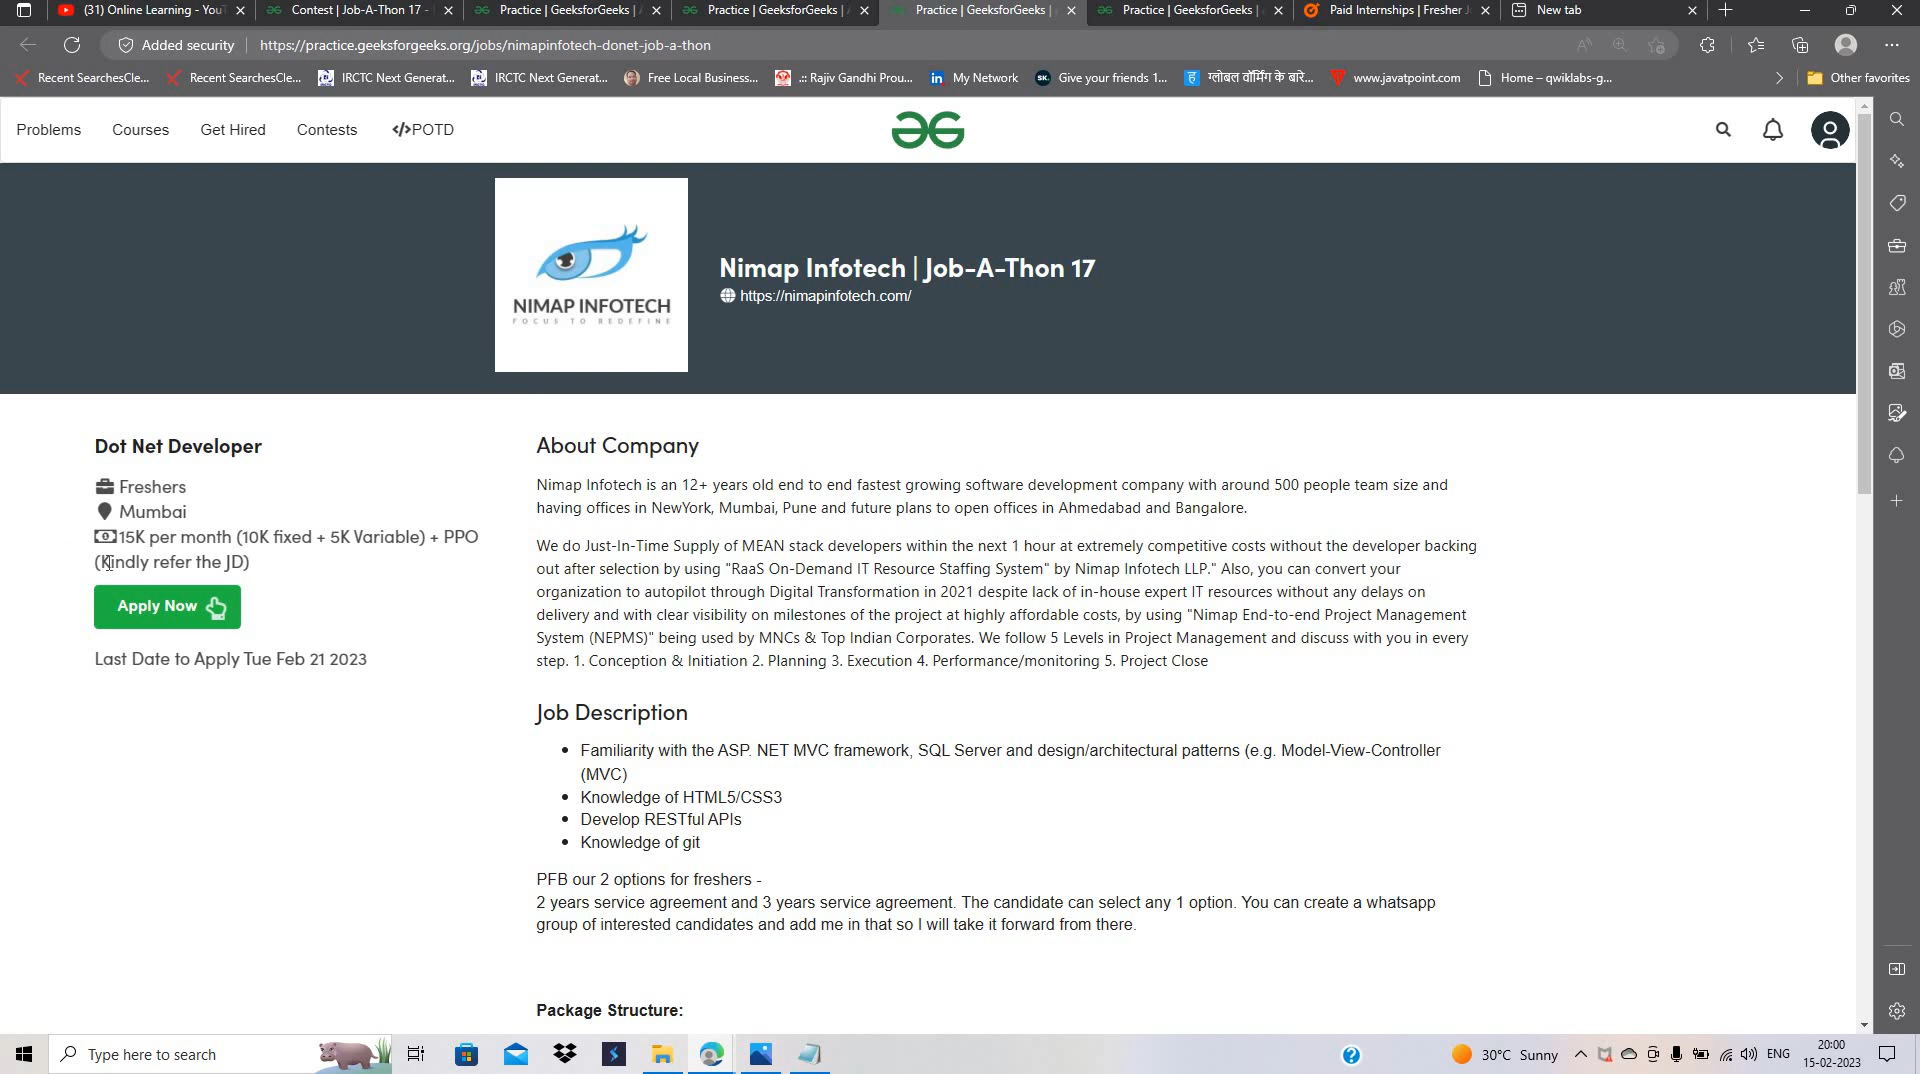 (31) Online Learning - YouT
Contest | Job-A-Thon 17 -
Practice | GeeksforGeeks | A
Practice | GeeksforGeeks | A
Practice | GeeksforGeeks |
Practice | GeeksforGeeks |
Paid Internships | Fresher J
New tab
Added security
https://practice.geeksforgeeks.org/jobs/nimapinfotech-donet-job-a-thon
Recent SearchesCle...
Recent SearchesCle...
IRCTC Next Generat...
IRCTC Next Generat...
Free Local Business...
.:: Rajiv Gandhi Prou...
My Network
Give your friends 1...
ग्लोबल वॉर्मिंग के बारे...
www.javatpoint.com
Home – qwiklabs-g...
Other favorites
Problems Courses Get Hired Contests </>POTD
NIMAP INFOTECH
FOCUS TO REDEFINE
Nimap Infotech | Job-A-Thon 17
https://nimapinfotech.com/
Dot Net Developer
Freshers
Mumbai
15K per month (10K fixed + 5K Variable) + PPO
(Kindly refer the JD)
Apply Now
Last Date to Apply Tue Feb 21 2023
About Company
Nimap Infotech is an 12+ years old end to end fastest growing software development company with around 500 people team size and
having offices in NewYork, Mumbai, Pune and future plans to open offices in Ahmedabad and Bangalore.
We do Just-In-Time Supply of MEAN stack developers within the next 1 hour at extremely competitive costs without the developer backing
out after selection by using "RaaS On-Demand IT Resource Staffing System" by Nimap Infotech LLP." Also, you can convert your
organization to autopilot through Digital Transformation in 2021 despite lack of in-house expert IT resources without any delays on
delivery and with clear visibility on milestones of the project at highly affordable costs, by using "Nimap End-to-end Project Management
System (NEPMS)" being used by MNCs & Top Indian Corporates. We follow 5 Levels in Project Management and discuss with you in every
step. 1. Conception & Initiation 2. Planning 3. Execution 4. Performance/monitoring 5. Project Close
Job Description
• Familiarity with the ASP. NET MVC framework, SQL Server and design/architectural patterns (e.g. Model-View-Controller
(MVC)
• Knowledge of HTML5/CSS3
• Develop RESTful APIs
• Knowledge of git
PFB our 2 options for freshers -
2 years service agreement and 3 years service agreement. The candidate can select any 1 option. You can create a whatsapp
group of interested candidates and add me in that so I will take it forward from there.
Package Structure:
Type here to search
30°C Sunny
ENG
20:00
15-02-2023